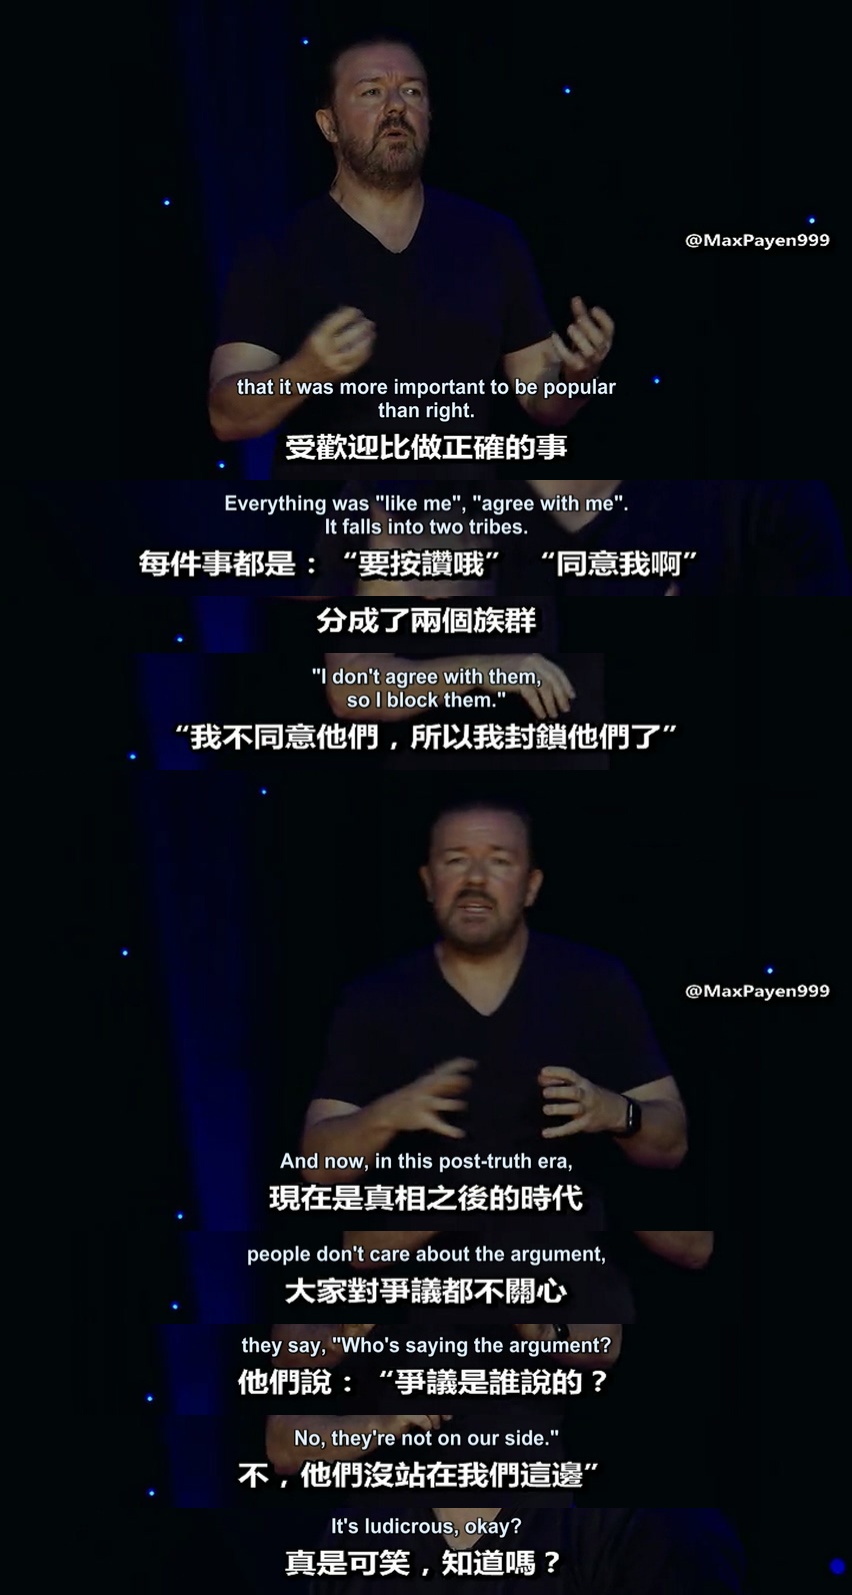 @MaxPayen999
that it was more important to be popular
than right.
受歡迎比做正確的事
Everything was "like me", "agree with me".
It falls into two tribes.
每件事都是：“要按讚哦” “同意我啊”
分成了兩個族群
"I don't agree with them,
so I block them."
“我不同意他們，所以我封鎖他們了”
@MaxPayen999
And now, in this post-truth era,
現在是真相之後的時代
people don't care about the argument,
大家對爭議都不關心
they say, "Who's saying the argument?
他們說：“爭議是誰說的？
No, they're not on our side."
不，他們沒站在我們這邊”
It's ludicrous, okay?
真是可笑，知道嗎？